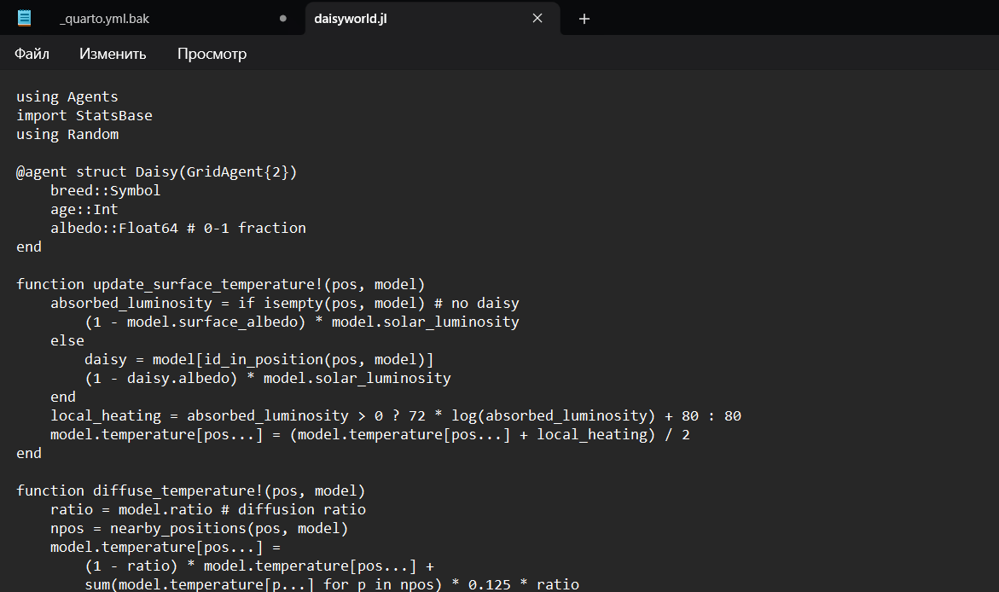 _quarto.yml.bak
daisyworld.jl
Файл Изменить Просмотр
using Agents
import StatsBase
using Random
@agent struct Daisy(GridAgent{2})
    breed::Symbol
    age::Int
    albedo::Float64 # 0-1 fraction
end
function update_surface_temperature!(pos, model)
    absorbed_luminosity = if isempty(pos, model) # no daisy
        (1 - model.surface_albedo) * model.solar_luminosity
    else
        daisy = model[id_in_position(pos, model)]
        (1 - daisy.albedo) * model.solar_luminosity
    end
    local_heating = absorbed_luminosity > 0 ? 72 * log(absorbed_luminosity) + 80 : 80
    model.temperature[pos...] = (model.temperature[pos...] + local_heating) / 2
end
function diffuse_temperature!(pos, model)
    ratio = model.ratio # diffusion ratio
    npos = nearby_positions(pos, model)
    model.temperature[pos...] =
        (1 - ratio) * model.temperature[pos...] +
        sum(model.temperature[p...] for p in npos) * 0.125 * ratio